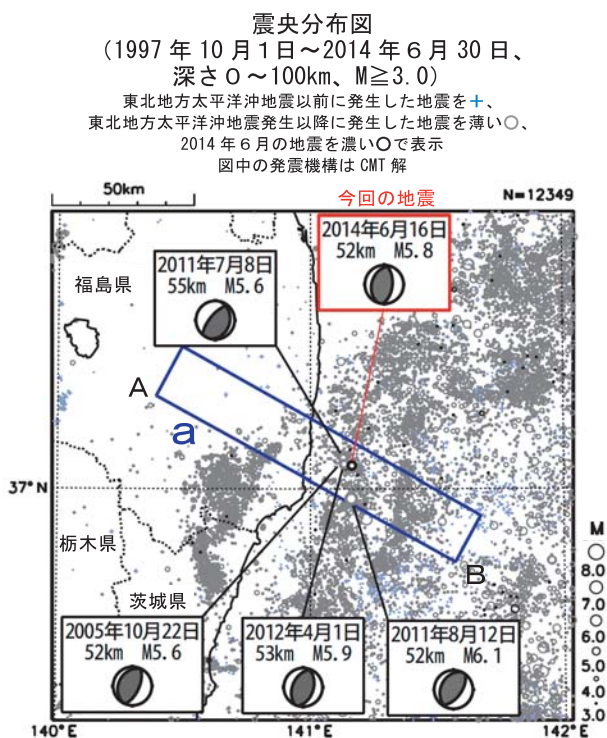 震央分布図
(1997年10月1日～2014年6月30日、
深さ0～100km、M≧3.0)
東北地方太平洋沖地震以前に発生した地震を+、
東北地方太平洋沖地震発生以降に発生した地震を薄い○、
2014年6月の地震を濃い○で表示
図中の発震機構はCMT解
50km
今回の地震
N=12349
2014年6月16日
52km M5.8
2011年7月8日
55km M5.6
福島県
A
a
37°N
栃木県
B
茨城県
M
8.0
7.0
6.0
5.0
4.0
3.0
2005年10月22日
52km M5.6
2012年4月1日
53km M5.9
2011年8月12日
52km M6.1
140°E
141°E
142°E